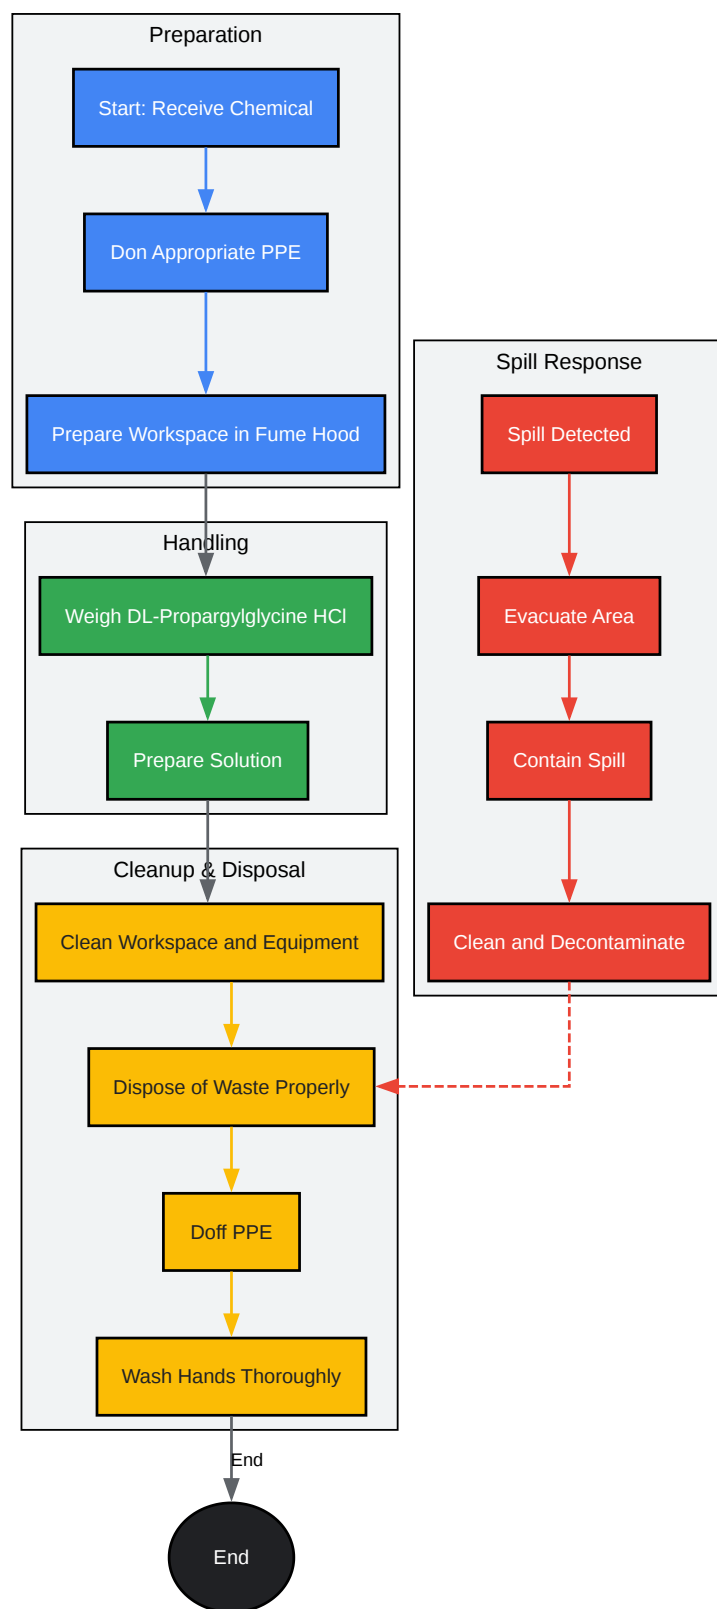 Preparation
Start: Receive Chemical
Don Appropriate PPE
Prepare Workspace in Fume Hood
Handling
Weigh DL-Propargylglycine HCl
Prepare Solution
Cleanup & Disposal
Clean Workspace and Equipment
Dispose of Waste Properly
Doff PPE
Wash Hands Thoroughly
End
End
Spill Response
Spill Detected
Evacuate Area
Contain Spill
Clean and Decontaminate